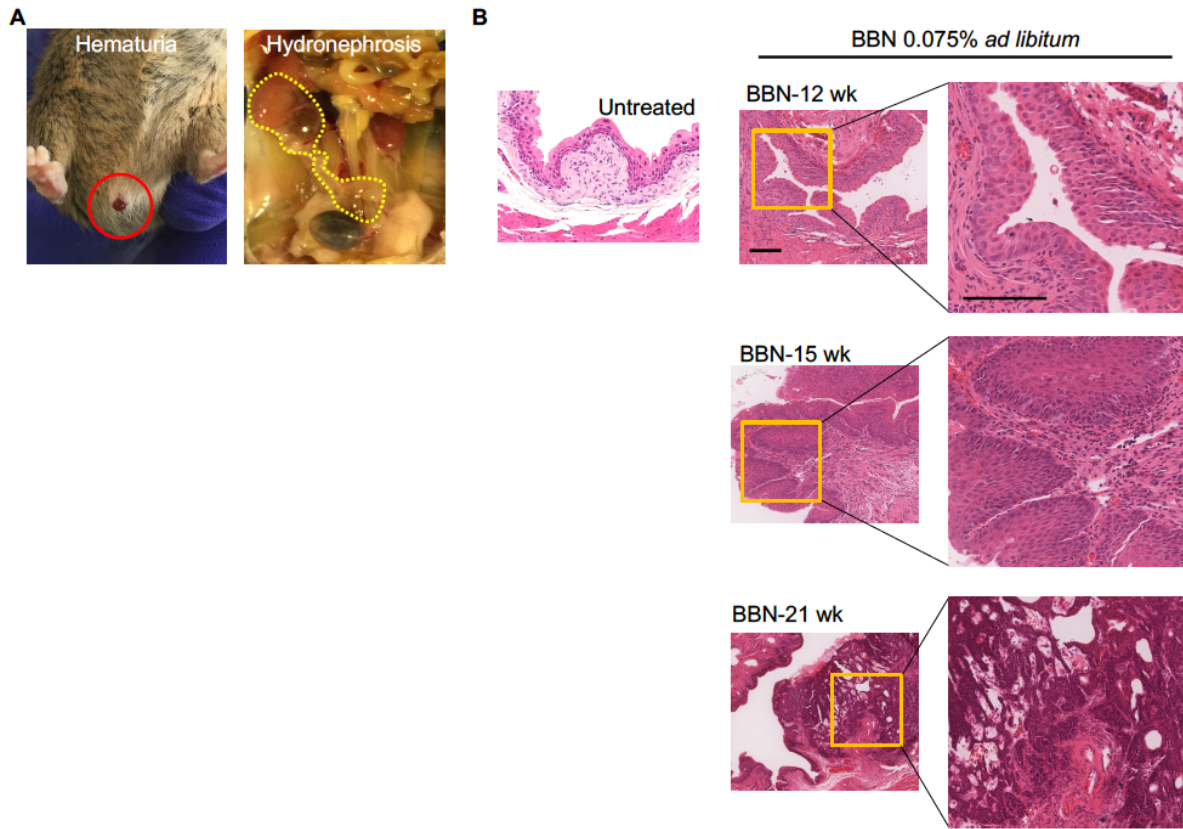 A
Hematuria
Hydronephrosis
B
Untreated
BBN 0.075% ad libitum
BBN-12 wk
BBN-15 wk
BBN-21 wk